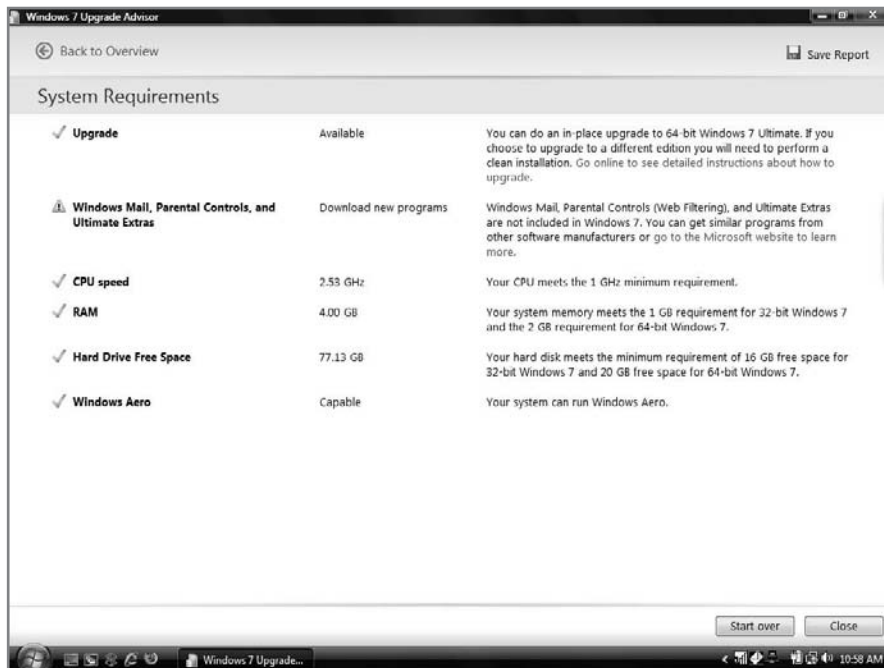 Windows 7 Upgrade Advisor
Back to Overview
Save Report
System Requirements
Upgrade
Available
You can do an in-place upgrade to 64-bit Windows 7 Ultimate. If you
choose to upgrade to a different edition you will need to perform a
clean installation. Go online to see detailed instructions about how to
upgrade.
Windows Mail, Parental Controls, and
Ultimate Extras
Download new programs
Windows Mail, Parental Controls (Web Filtering), and Ultimate Extras
are not included in Windows 7. You can get similar programs from
other software manufacturers or go to the Microsoft website to learn
more.
CPU speed
2.53 GHz
Your CPU meets the 1 GHz minimum requirement.
RAM
4.00 GB
Your system memory meets the 1 GB requirement for 32-bit Windows 7
and the 2 GB requirement for 64-bit Windows 7.
Hard Drive Free Space
77.13 GB
Your hard disk meets the minimum requirement of 16 GB free space for
32-bit Windows 7 and 20 GB free space for 64-bit Windows 7.
Windows Aero
Capable
Your system can run Windows Aero.
Start over
Close
Windows 7 Upgrade...
10:58 AM